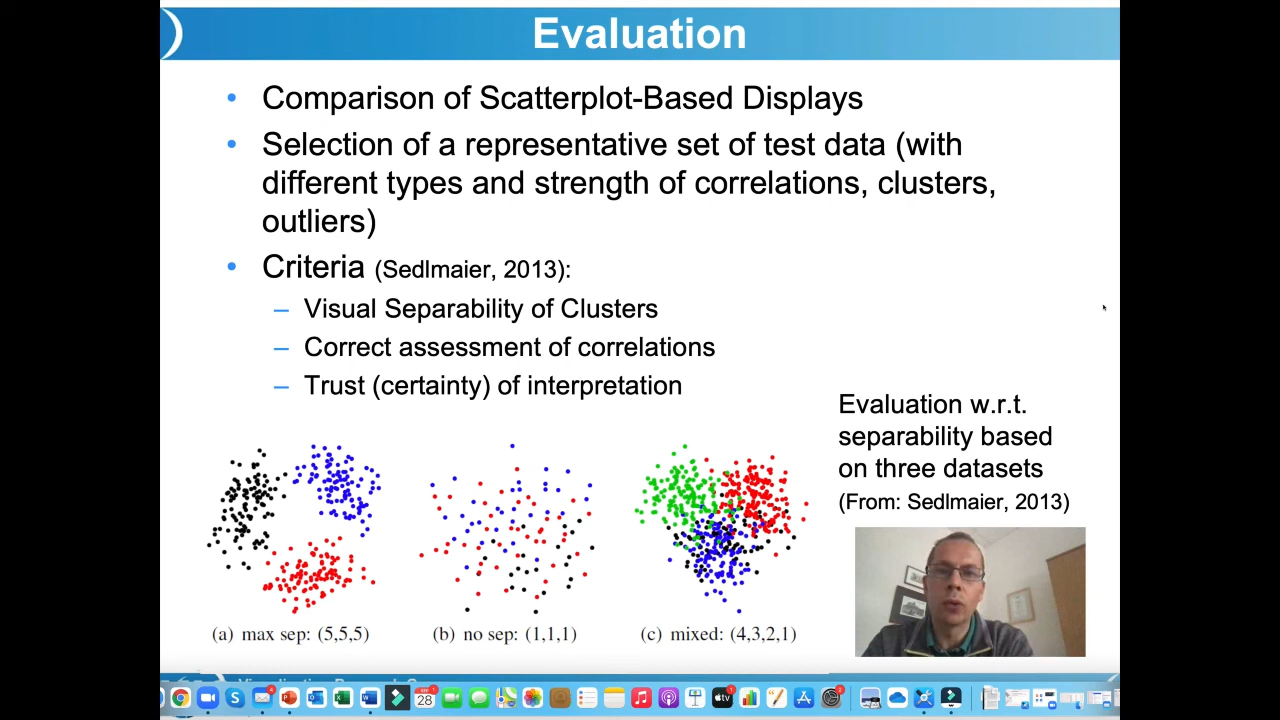 Evaluation
• Comparison of Scatterplot-Based Displays
• Selection of a representative set of test data (with
different types and strength of correlations, clusters,
outliers)
• Criteria (Sedlmaier, 2013):
– Visual Separability of Clusters
– Correct assessment of correlations
– Trust (certainty) of interpretation
Evaluation w.r.t.
separability based
on three datasets
(From: Sedlmaier, 2013)
(a) max sep: (5,5,5)
(b) no sep: (1,1,1)
(c) mixed: (4,3,2,1)
28
tv